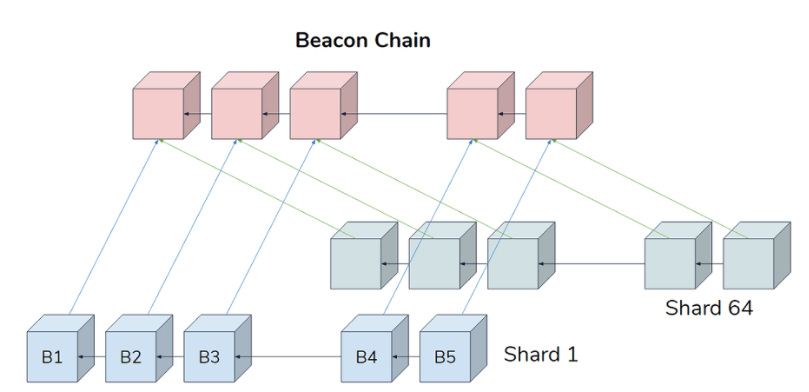 Beacon Chain
Shard 64
B1 B2 B3 B4 B5 Shard 1